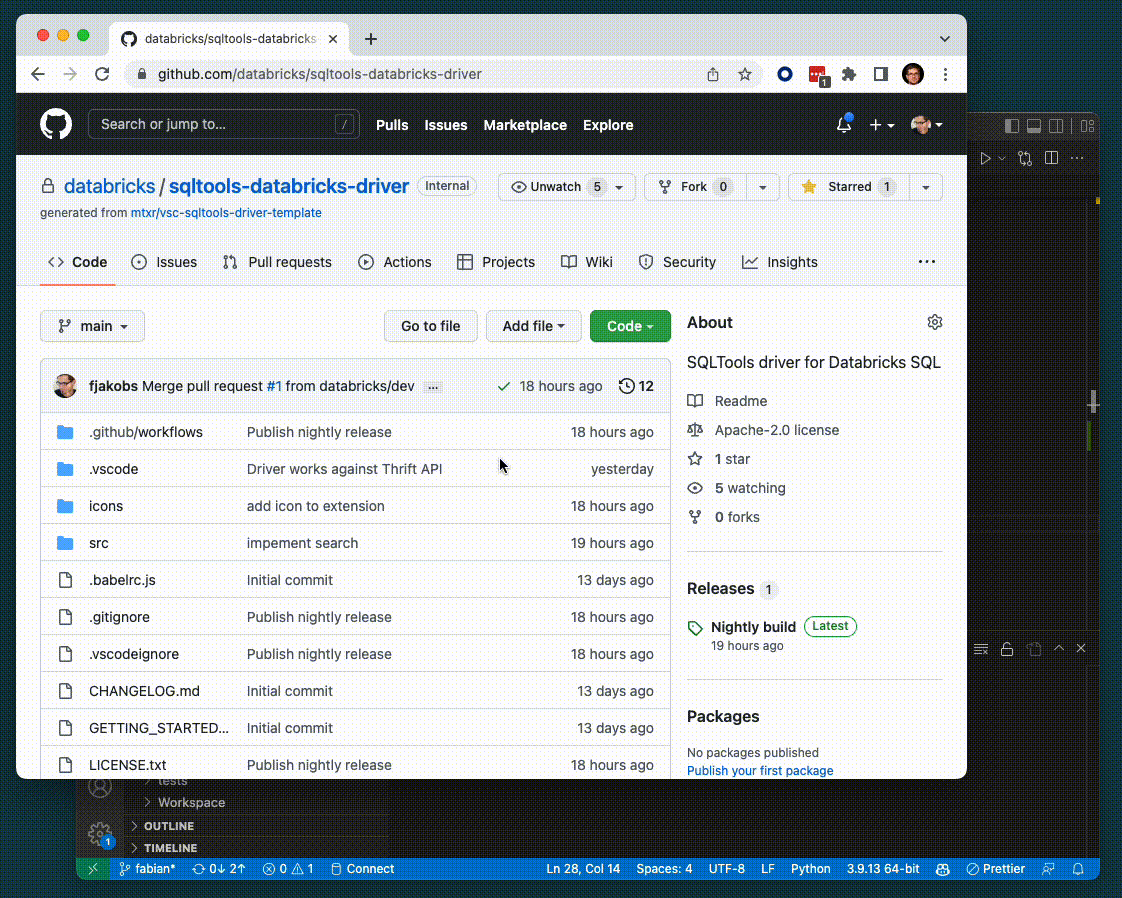 databricks/sqltools-databricks
github.com/databricks/sqltools-databricks-driver
1
Search or jump to... /
Pulls Issues Marketplace Explore
databricks / sqltools-databricks-driver Internal
Unwatch 5 Fork 0 Starred 1
generated from mtxr/vsc-sqltools-driver-template
Code Issues Pull requests Actions Projects Wiki Security Insights ...
main Go to file Add file Code
fjakobs Merge pull request #1 from databricks/dev ... 18 hours ago 12
.github/workflows Publish nightly release 18 hours ago
.vscode Driver works against Thrift API yesterday
icons add icon to extension 18 hours ago
src impement search 19 hours ago
.babelrc.js Initial commit 13 days ago
.gitignore Publish nightly release 18 hours ago
.vscodeignore Publish nightly release 18 hours ago
CHANGELOG.md Initial commit 13 days ago
GETTING_STARTED... Initial commit 13 days ago
LICENSE.txt Publish nightly release 18 hours ago
About
SQLTools driver for Databricks SQL
Readme
Apache-2.0 license
1 star
5 watching
0 forks
Releases 1
Nightly build Latest
19 hours ago
Packages
No packages published
Publish your first package
tests
Workspace
OUTLINE
TIMELINE
1
fabian* 0↓ 2↑ 0 1 Connect Ln 28, Col 14 Spaces: 4 UTF-8 LF Python 3.9.13 64-bit Prettier